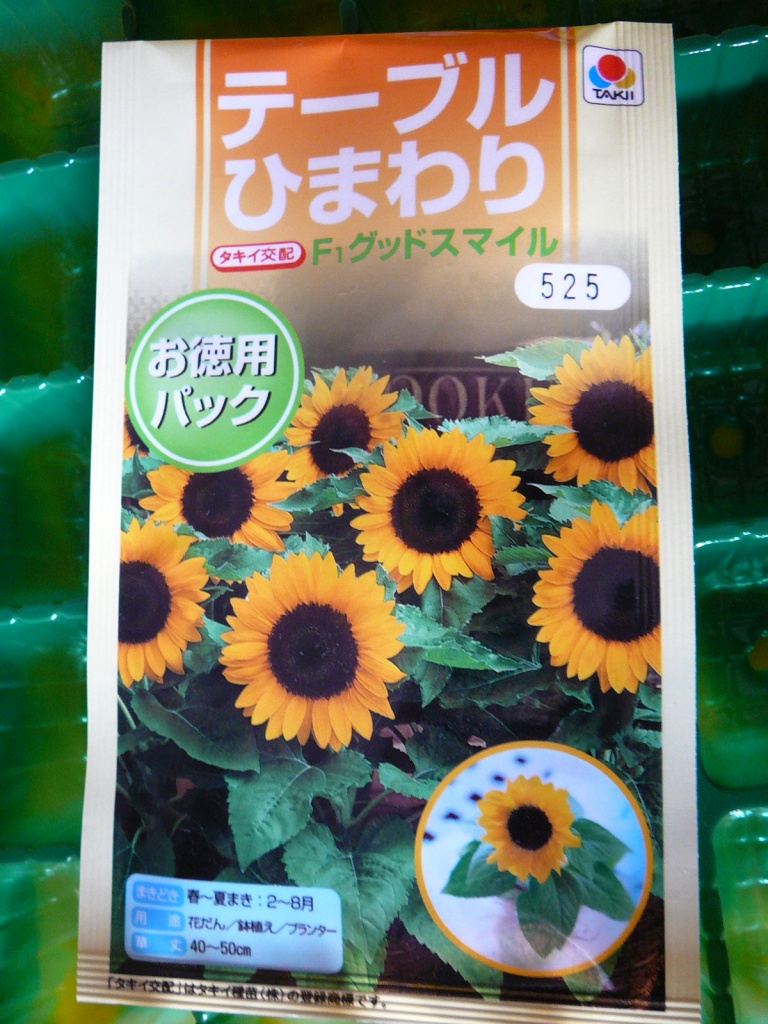 テーブル
TAKII
ひまわり
タキイ交配 F1グッドスマイル
525
お徳用
パック
OOK
まきどき 春〜夏まき：2〜8月
用途 花だん／鉢植え／プランター
草丈 40〜50cm
「タキイ交配」はタキイ種苗(株)の登録商標です。